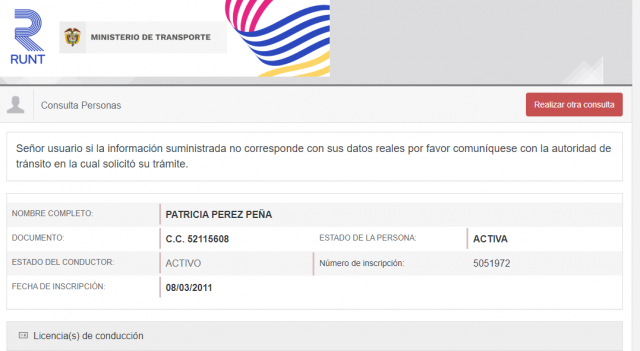 RUNT
MINISTERIO DE TRANSPORTE
Consulta Personas
Realizar otra consulta
Señor usuario si la información suministrada no corresponde con sus datos reales por favor comuníquese con la autoridad de
tránsito en la cual solicitó su trámite.
NOMBRE COMPLETO: PATRICIA PEREZ PEÑA
DOCUMENTO: C.C. 52115608 ESTADO DE LA PERSONA: ACTIVA
ESTADO DEL CONDUCTOR: ACTIVO Número de inscripción: 5051972
FECHA DE INSCRIPCIÓN: 08/03/2011
Licencia(s) de conducción